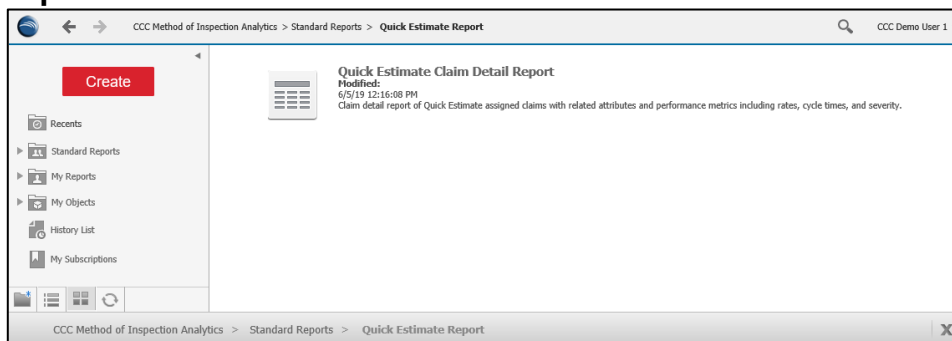 CCC Method of Inspection Analytics > Standard Reports > Quick Estimate Report
CCC Demo User 1
Create
Recents
Standard Reports
My Reports
My Objects
History List
My Subscriptions
Quick Estimate Claim Detail Report
Modified:
6/5/19 12:16:08 PM
Claim detail report of Quick Estimate assigned claims with related attributes and performance metrics including rates, cycle times, and severity.
CCC Method of Inspection Analytics > Standard Reports > Quick Estimate Report
X